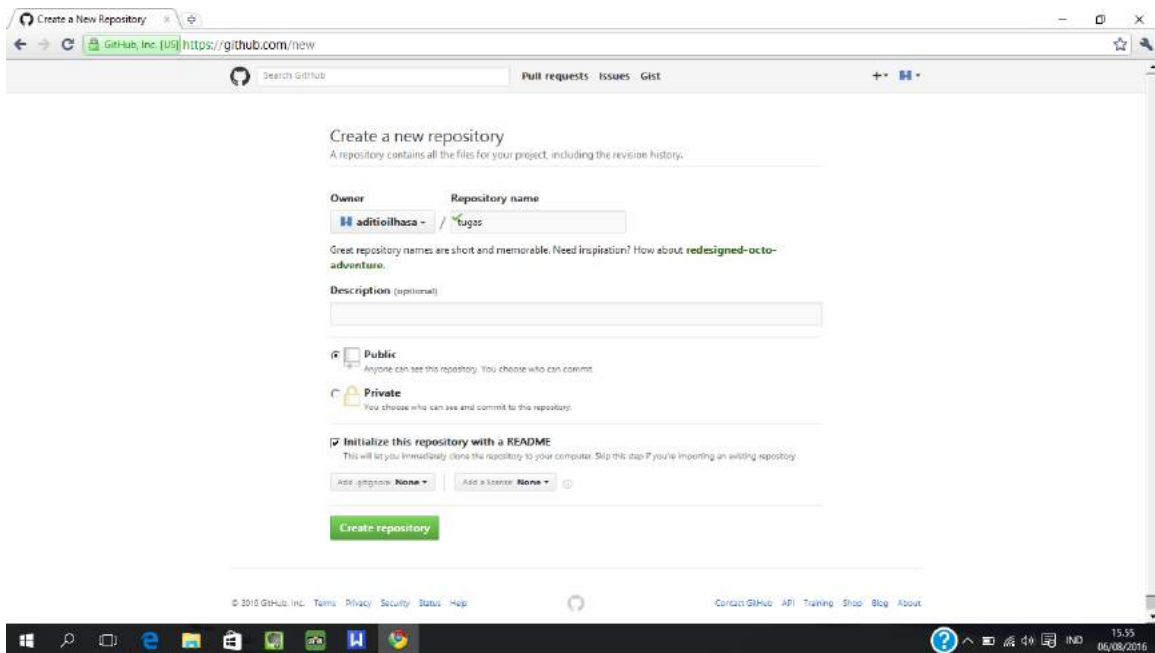 Create a New Repository
GitHub, Inc. [US] https://github.com/new
Search GitHub
Pull requests Issues Gist
Create a new repository
A repository contains all the files for your project, including the revision history.
Owner Repository name
aditioilhasa / tugas
Great repository names are short and memorable. Need inspiration? How about redesigned-octo-
adventure.
Description (optional)
Public
Anyone can see this repository. You choose who can commit.
Private
You choose who can see and commit to this repository.
Initialize this repository with a README
This will let you immediately clone the repository to your computer. Skip this step if you're importing an existing repository.
Add .gitignore: None Add a license: None
Create repository
© 2016 GitHub, Inc. Terms Privacy Security Status Help Contact GitHub API Training Shop Blog About
IND 15.55
06/08/2016